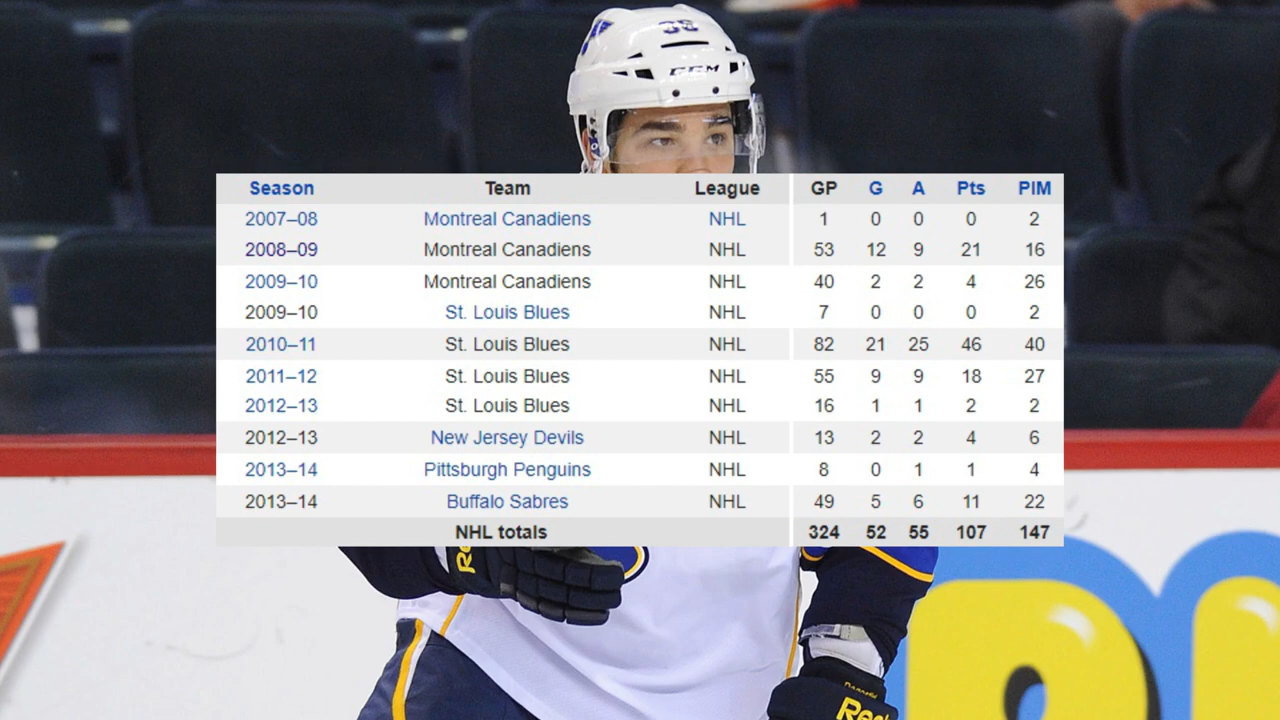 35
CCM
Season Team League GP G A Pts PIM
2007–08 Montreal Canadiens NHL 1 0 0 0 2
2008–09 Montreal Canadiens NHL 53 12 9 21 16
2009–10 Montreal Canadiens NHL 40 2 2 4 26
2009–10 St. Louis Blues NHL 7 0 0 0 2
2010–11 St. Louis Blues NHL 82 21 25 46 40
2011–12 St. Louis Blues NHL 55 9 9 18 27
2012–13 St. Louis Blues NHL 16 1 1 2 2
2012–13 New Jersey Devils NHL 13 2 2 4 6
2013–14 Pittsburgh Penguins NHL 8 0 1 1 4
2013–14 Buffalo Sabres NHL 49 5 6 11 22
NHL totals 324 52 55 107 147